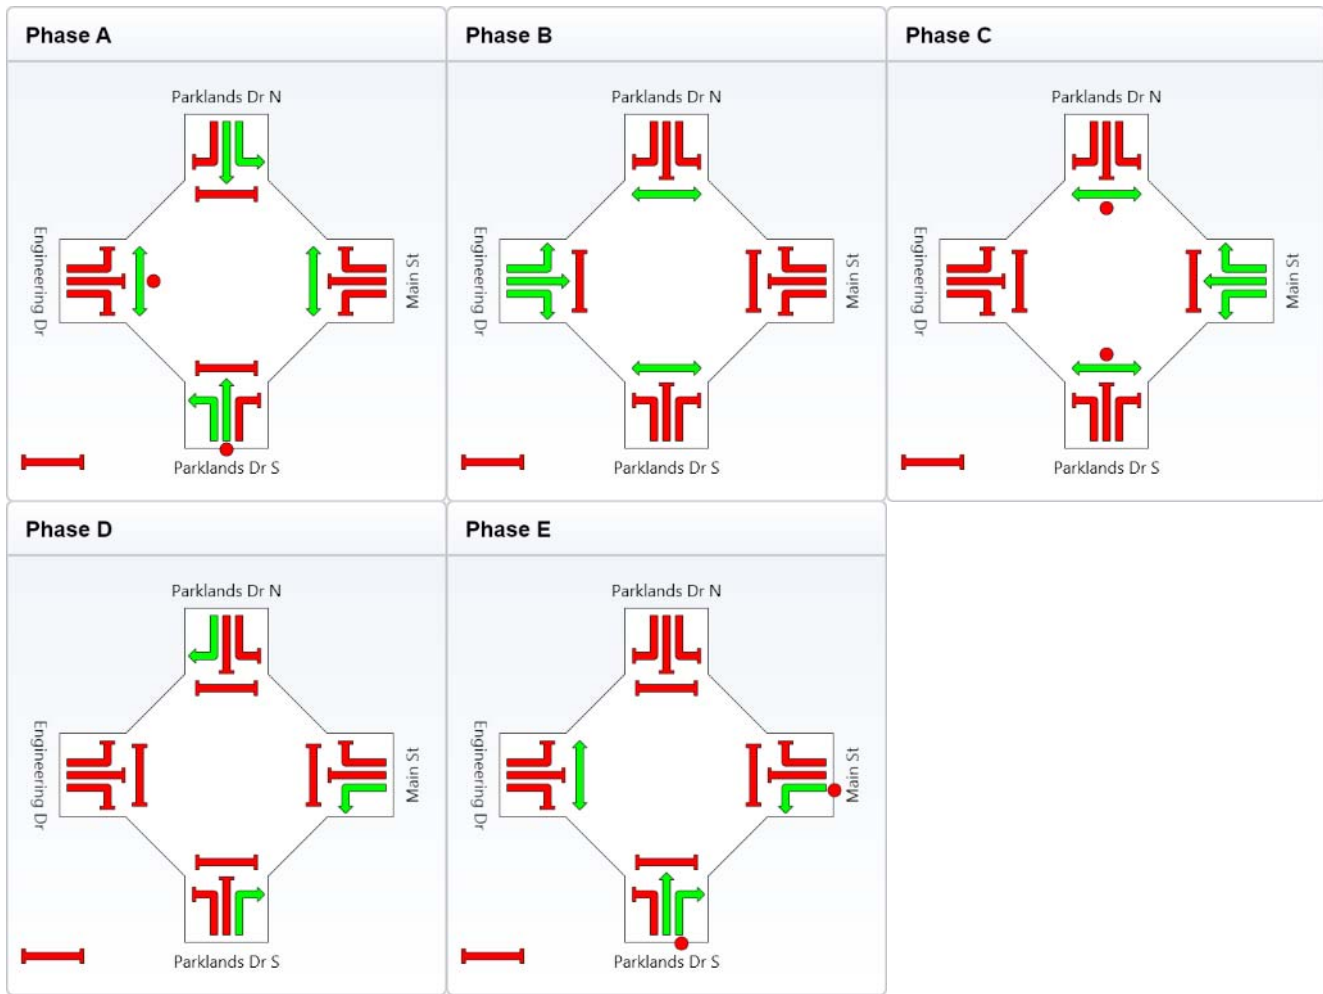 Phase A
Parklands Dr N
Engineering Dr
Main St
Parklands Dr S
Phase B
Parklands Dr N
Engineering Dr
Main St
Parklands Dr S
Phase C
Parklands Dr N
Engineering Dr
Main St
Parklands Dr S
Phase D
Parklands Dr N
Engineering Dr
Main St
Parklands Dr S
Phase E
Parklands Dr N
Engineering Dr
Main St
Parklands Dr S